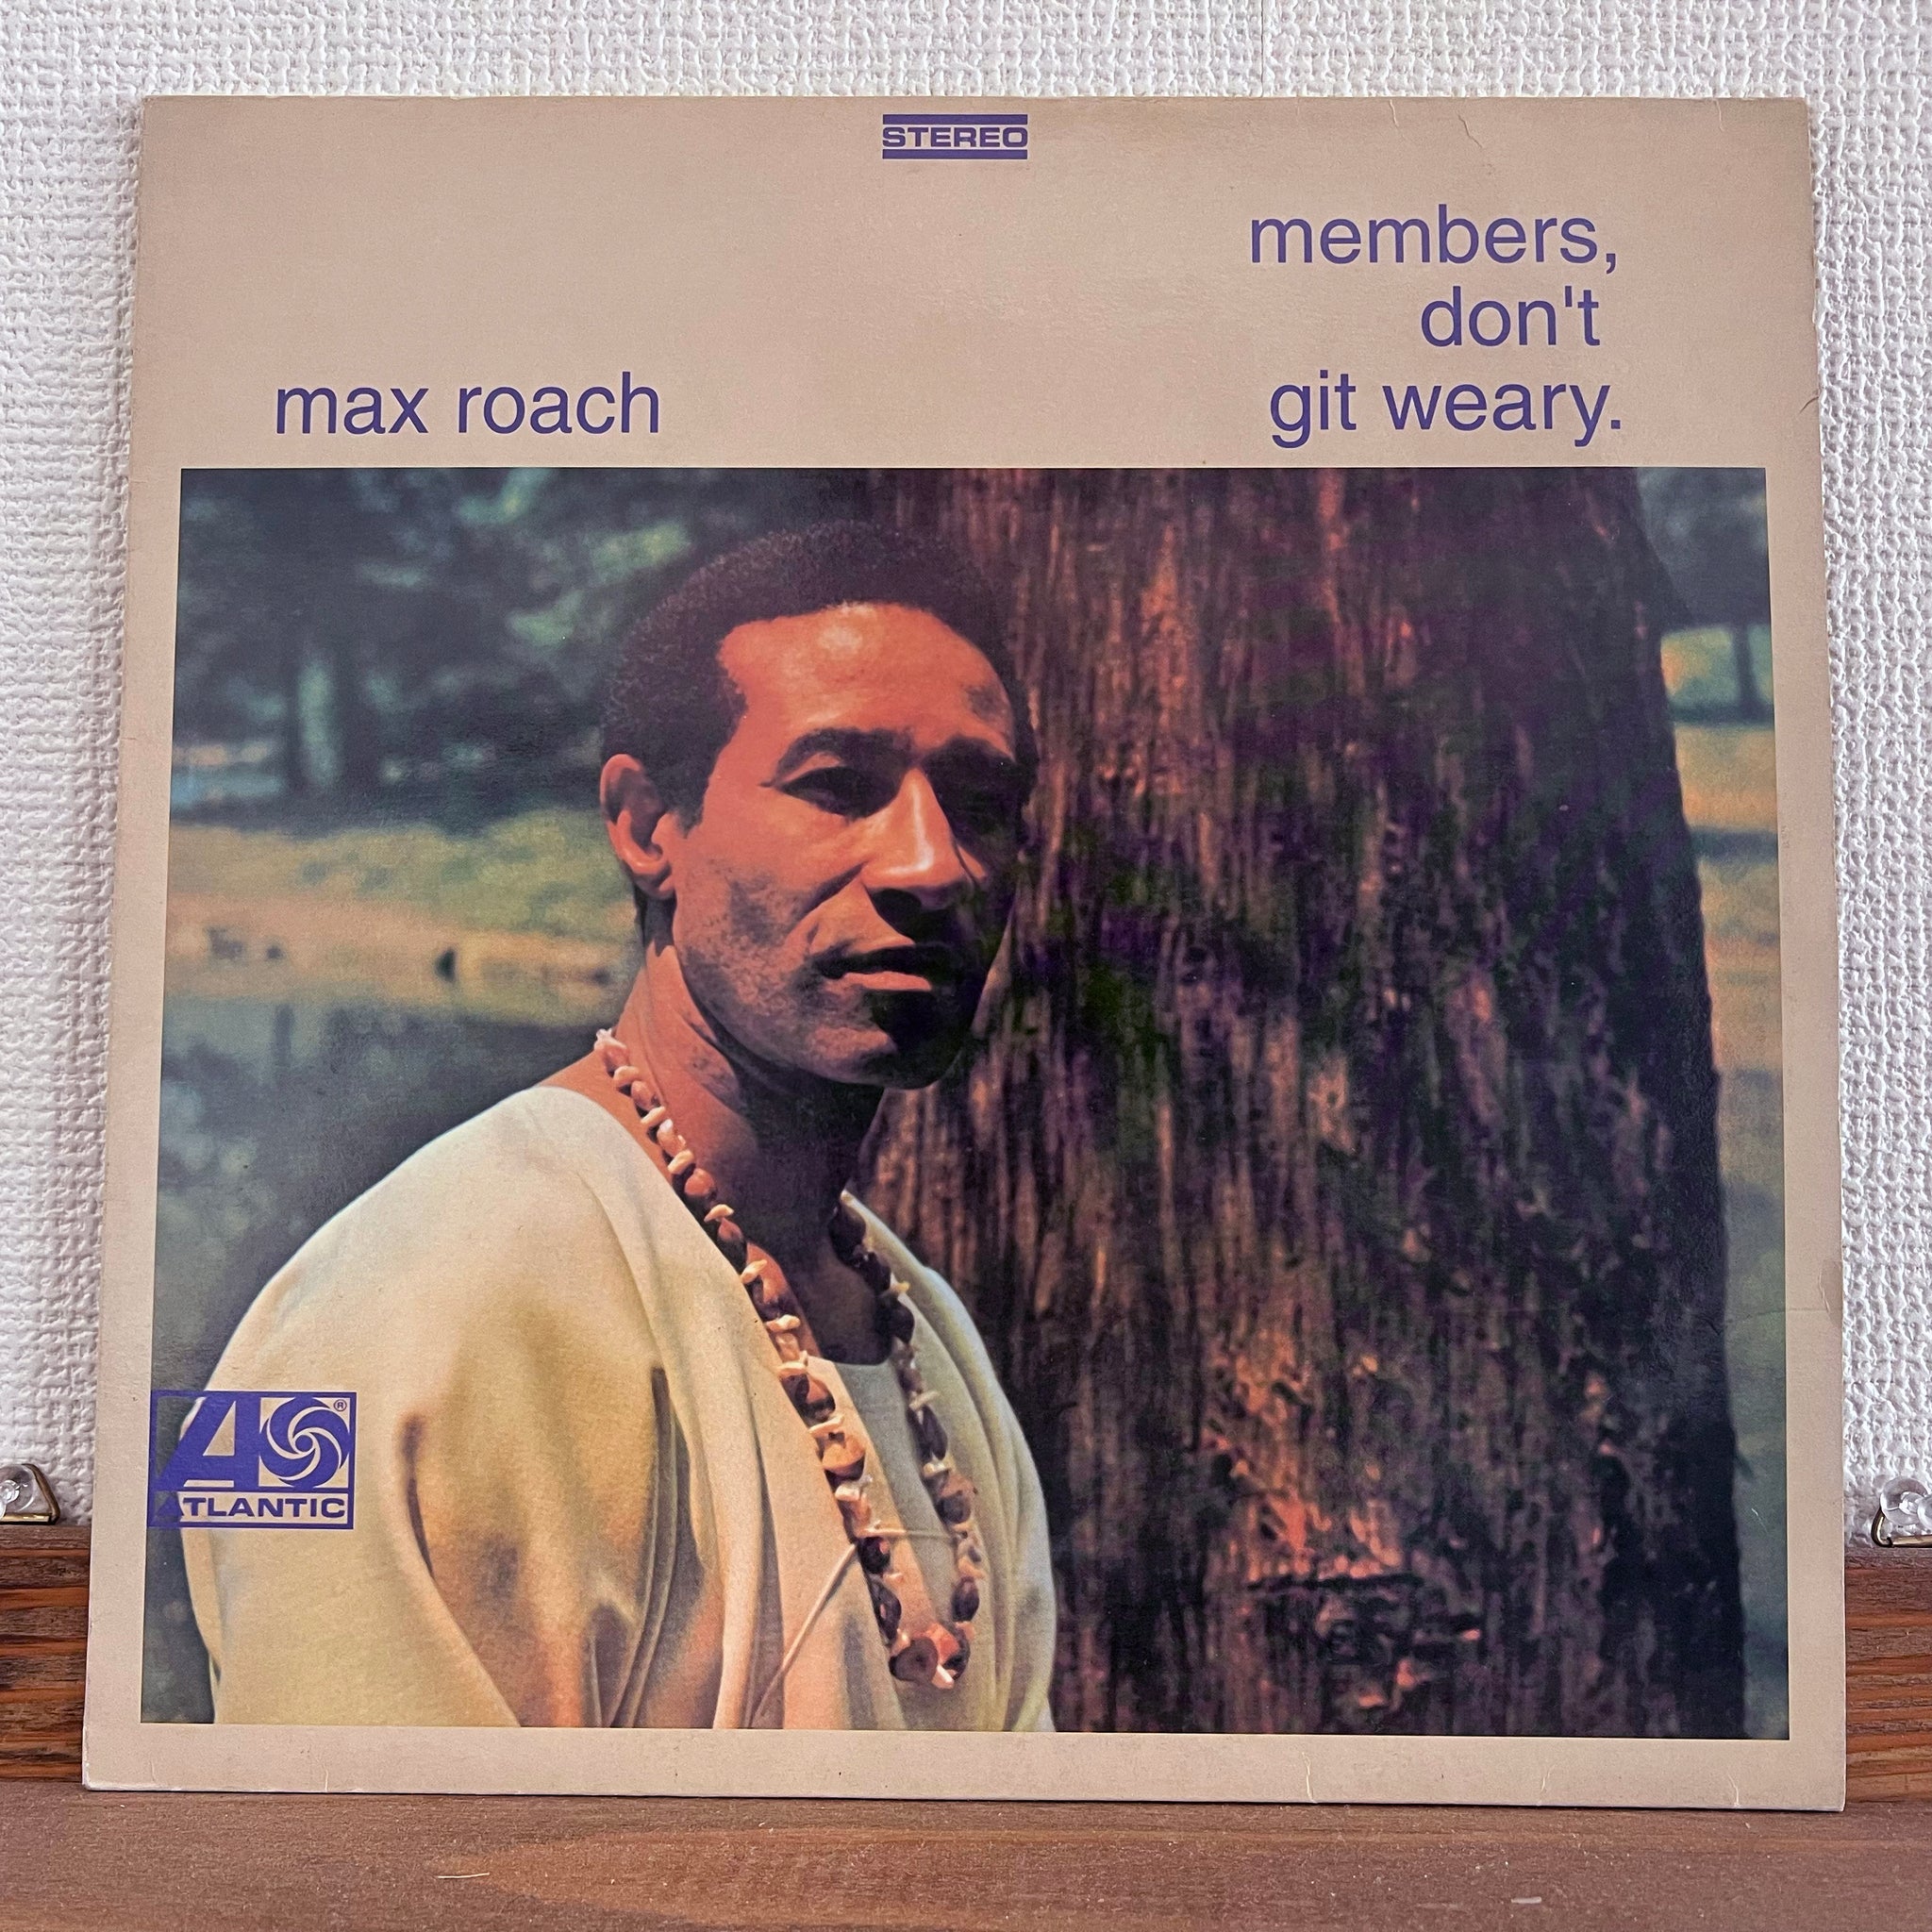 STEREO
members,
don't
git weary.
max roach
A ®
ATLANTIC